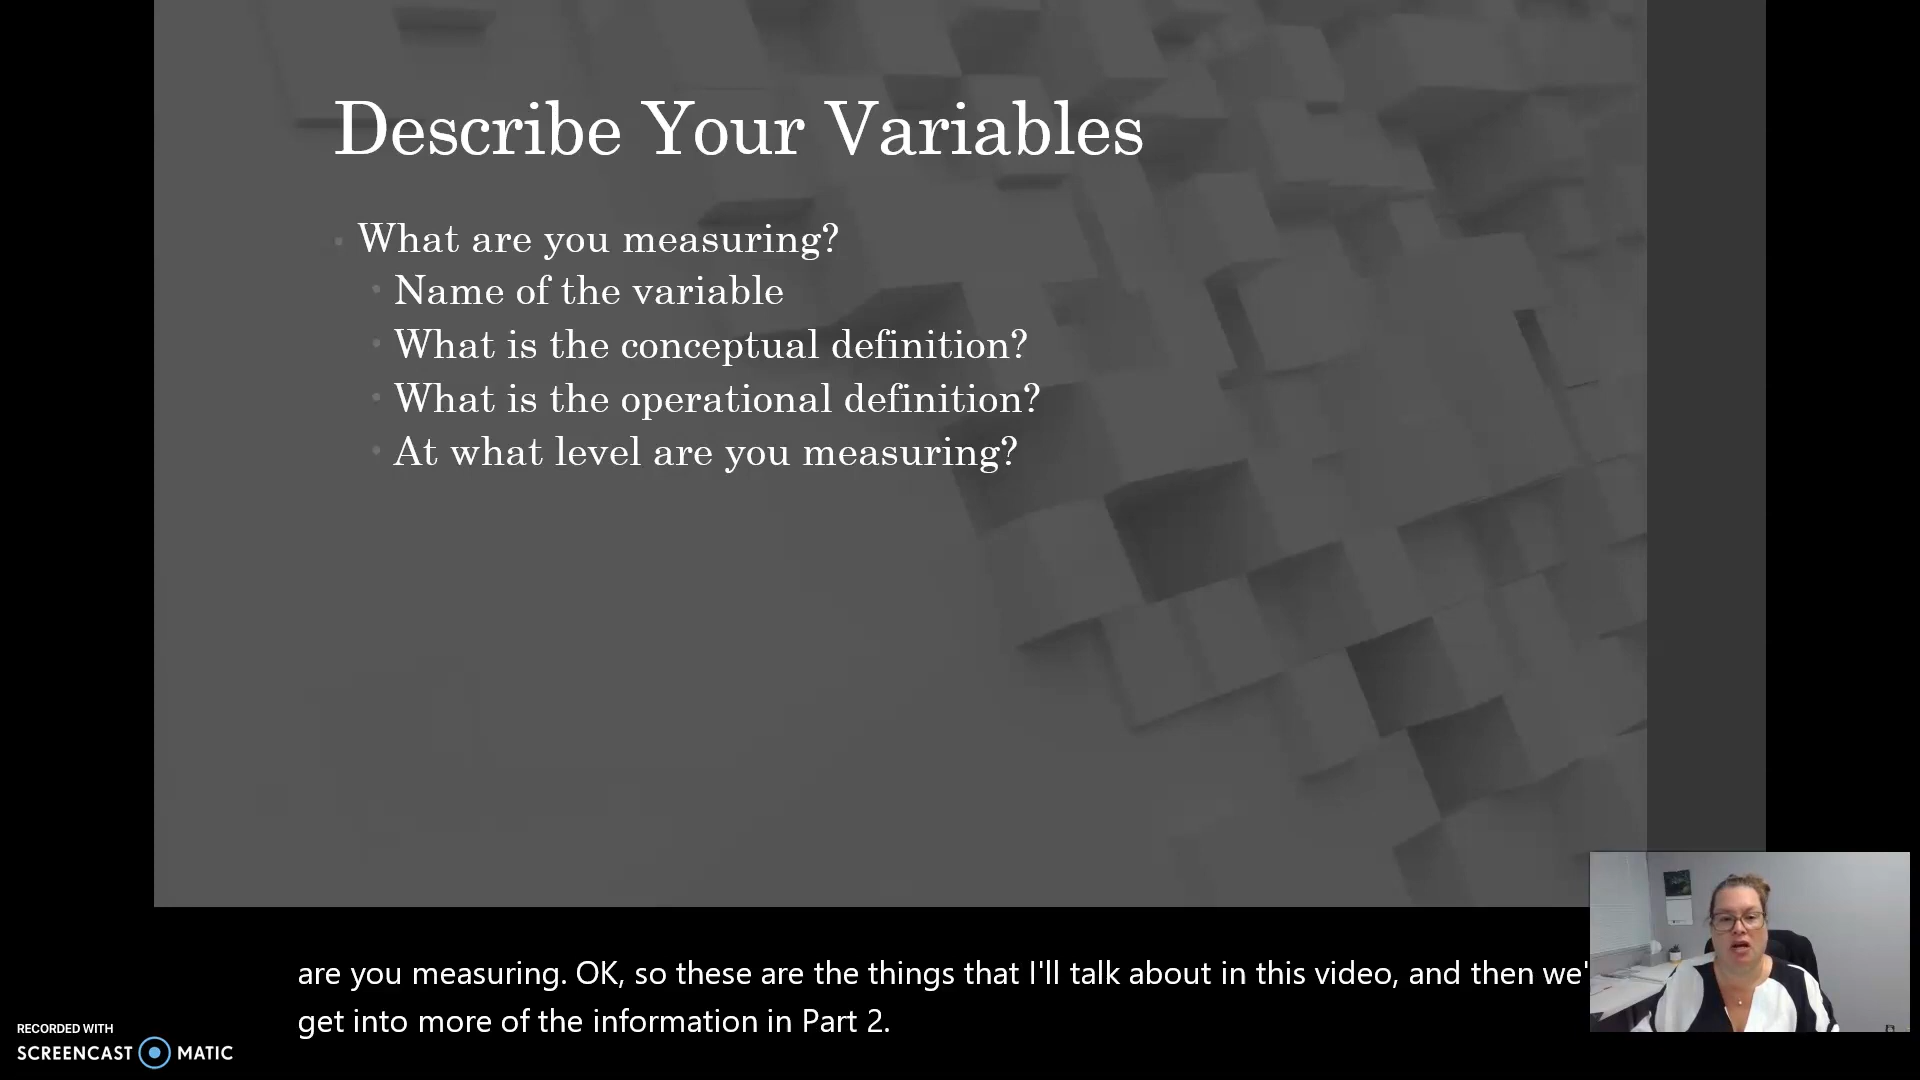 Describe Your Variables
What are you measuring?
Name of the variable
What is the conceptual definition?
What is the operational definition?
At what level are you measuring?
are you measuring. OK, so these are the things that I'll talk about in this video, and then we'
get into more of the information in Part 2.
RECORDED WITH
SCREENCAST MATIC